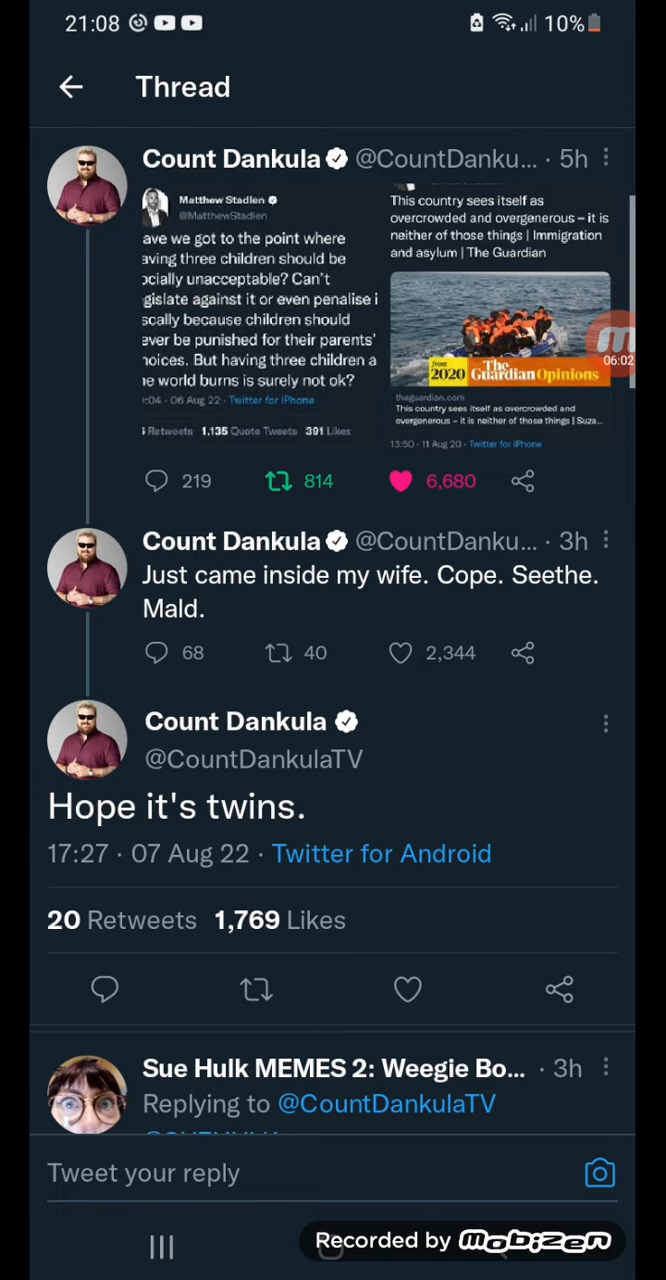 21:08
10%
Thread
Count Dankula @CountDanku... · 5h
Matthew Stadlen
@MatthewStadlen
ave we got to the point where
aving three children should be
ocially unacceptable? Can't
gislate against it or even penalise i
scally because children should
ever be punished for their parents'
hoices. But having three children a
he world burns is surely not ok?
:04 · 06 Aug 22 · Twitter for iPhone
Retweets 1,135 Quote Tweets 391 Likes
This country sees itself as
overcrowded and overgenerous – it is
neither of those things | Immigration
and asylum | The Guardian
From
2020
The
Guardian Opinions
theguardian.com
This country sees itself as overcrowded and
overgenerous – it is neither of those things | Suza...
13:50 · 11 Aug 20 · Twitter for iPhone
06:02
219 814 6,680
Count Dankula @CountDanku... · 3h
Just came inside my wife. Cope. Seethe.
Mald.
68 40 2,344
Count Dankula
@CountDankulaTV
Hope it's twins.
17:27 · 07 Aug 22 · Twitter for Android
20 Retweets 1,769 Likes
Sue Hulk MEMES 2: Weegie Bo... · 3h
Replying to @CountDankulaTV
Tweet your reply
Recorded by mobizen